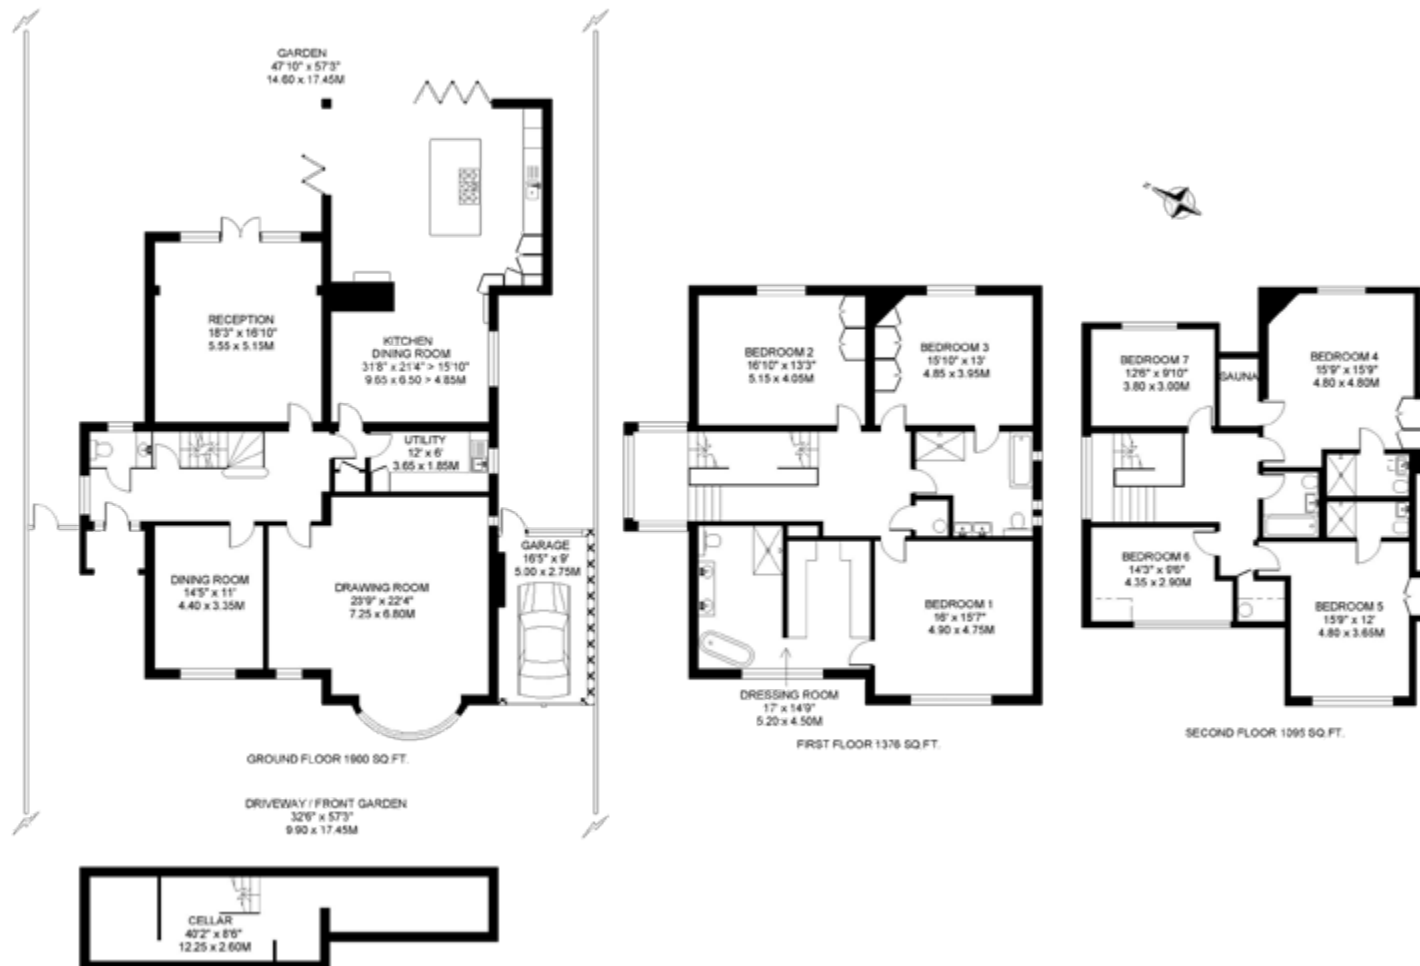 GARDEN
47'10" x 57'3"
14.60 x 17.45M
RECEPTION
18'3" x 16'10"
5.55 x 5.15M
KITCHEN
DINING ROOM
31'8" x 21'4" > 15'10"
9.65 x 6.50 > 4.85M
UTILITY
12' x 6'
3.65 x 1.85M
DINING ROOM
14'5" x 11'
4.40 x 3.35M
DRAWING ROOM
23'9" x 22'4"
7.25 x 6.80M
GARAGE
16'5" x 9'
5.00 x 2.75M
GROUND FLOOR 1900 SQ.FT.
DRIVEWAY / FRONT GARDEN
32'6" x 57'3"
9.90 x 17.45M
CELLAR
40'2" x 8'6"
12.25 x 2.60M
BEDROOM 2
16'10" x 13'3"
5.15 x 4.05M
BEDROOM 3
15'10" x 13'
4.85 x 3.95M
BEDROOM 1
16' x 15'7"
4.90 x 4.75M
DRESSING ROOM
17' x 14'9"
5.20 x 4.50M
FIRST FLOOR 1376 SQ.FT.
N
BEDROOM 7
12'6" x 9'10"
3.80 x 3.00M
SAUNA
BEDROOM 4
15'9" x 15'9"
4.80 x 4.80M
BEDROOM 6
14'3" x 9'6"
4.35 x 2.90M
BEDROOM 5
15'9" x 12'
4.80 x 3.65M
SECOND FLOOR 1095 SQ.FT.